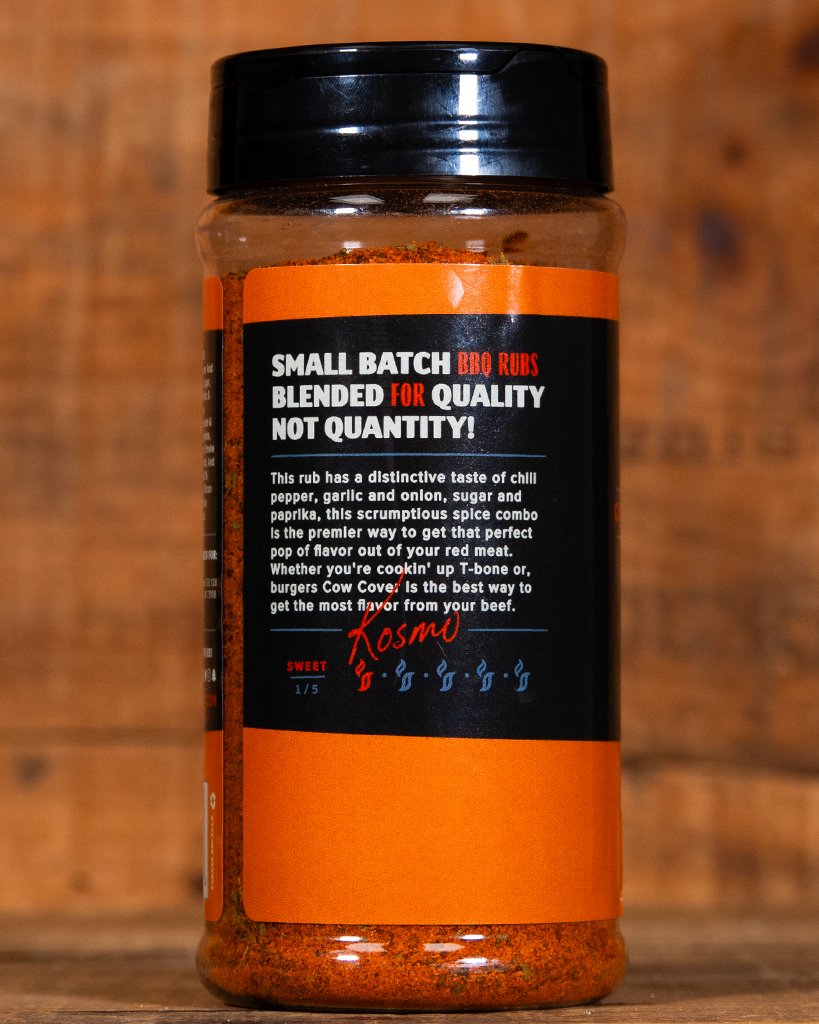 SMALL BATCH BBQ RUBS
BLENDED FOR QUALITY
NOT QUANTITY!
This rub has a distinctive taste of chili
pepper, garlic and onion, sugar and
paprika, this scrumptious spice combo
is the premier way to get that perfect
pop of flavor out of your red meat.
Whether you're cookin' up T-bone or,
burgers Cow Cover is the best way to
get the most flavor from your beef.
Kosmo
SWEET
1/5